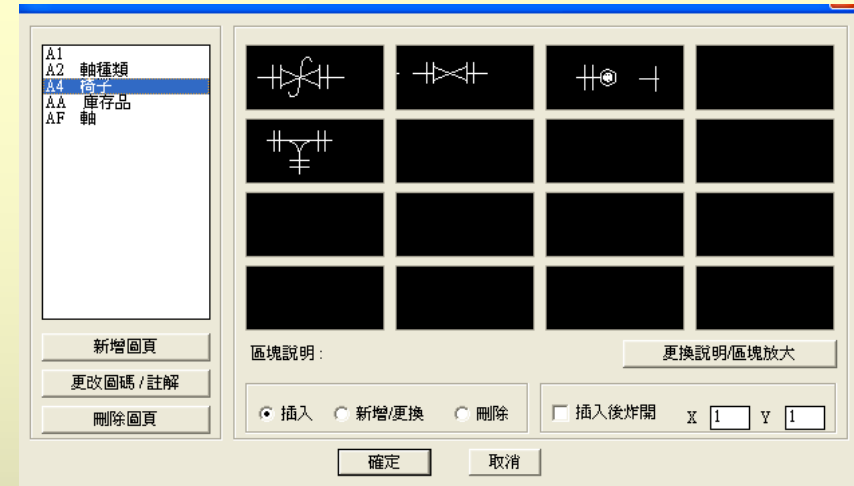 A1
A2 軸種類
A4 椅子
AA 庫存品
AF 軸
新增圖頁
更改圖碼/註解
刪除圖頁
區塊說明:
更換說明/區塊放大
插入 新增/更換 刪除
插入後炸開 X 1 Y 1
確定 取消